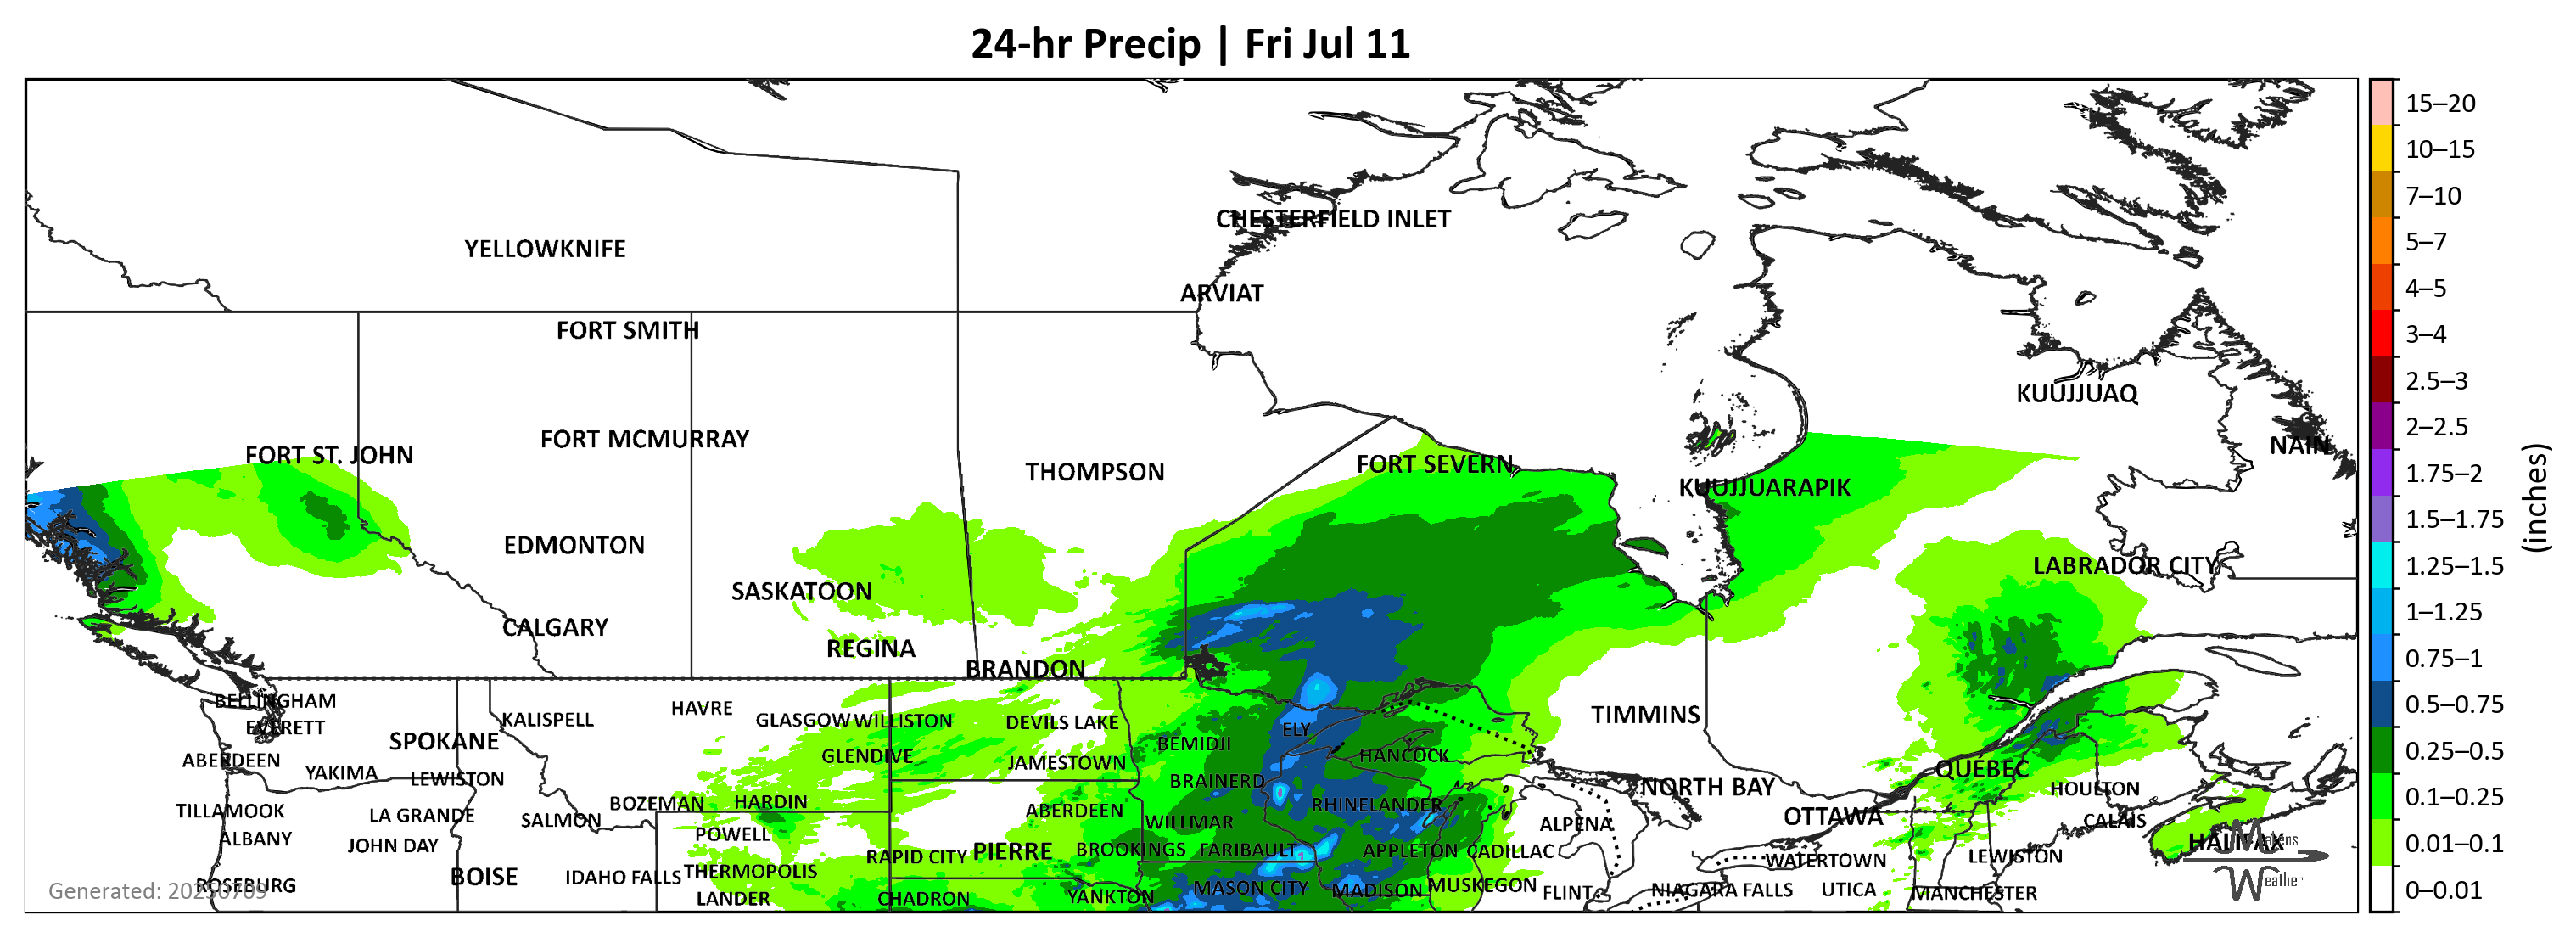 24-hr Precip | Fri Jul 11
CHESTERFIELD INLET
YELLOWKNIFE
ARVIAT
FORT SMITH
KUUJJUAQ
FORT MCMURRAY
NAIN
FORT ST. JOHN
FORT SEVERN
THOMPSON
KUUJJUARAPIK
EDMONTON
LABRADOR CITY
SASKATOON
CALGARY
REGINA
BRANDON
BELLINGHAM
HAVRE
KALISPELL
GLASGOW
WILLISTON
DEVILS LAKE
TIMMINS
EVERETT
ELY
SPOKANE
BEMIDJI
GLENDIVE
HANCOCK
ABERDEEN
JAMESTOWN
QUÉBEC
YAKIMA
LEWISTON
BRAINERD
NORTH BAY
HOULTON
BOZEMAN
HARDIN
RHINELANDER
TILLAMOOK
LA GRANDE
ABERDEEN
OTTAWA
SALMON
WILLMAR
CALAIS
ALPENA
POWELL
ALBANY
JOHN DAY
HALIFAX
BROOKINGS
FARIBAULT
APPLETON
CADILLAC
PIERRE
RAPID CITY
WATERTOWN
LEWISTON
THERMOPOLIS
BOISE
IDAHO FALLS
ROSEBURG
MASON CITY
MADISON
MUSKEGON
FLINT
NIAGARA FALLS
UTICA
MANCHESTER
LANDER
CHADRON
YANKTON
Generated: 20250709
Mavens
Weather
15–20
10–15
7–10
5–7
4–5
3–4
2.5–3
2–2.5
1.75–2
1.5–1.75
1.25–1.5
1–1.25
0.75–1
0.5–0.75
0.25–0.5
0.1–0.25
0.01–0.1
0–0.01
(inches)